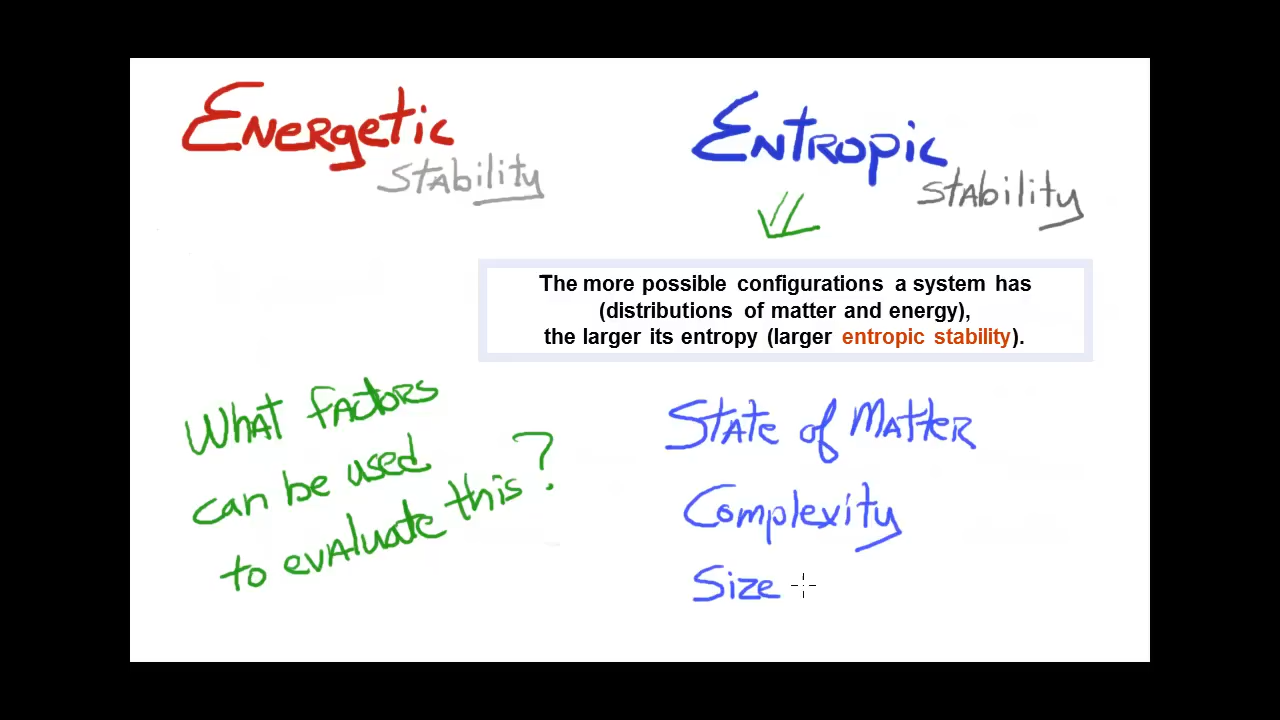 Energetic
stability
Entropic
stability
The more possible configurations a system has
(distributions of matter and energy),
the larger its entropy (larger entropic stability).
What factors
can be used
to evaluate this?
State of Matter
Complexity
Size